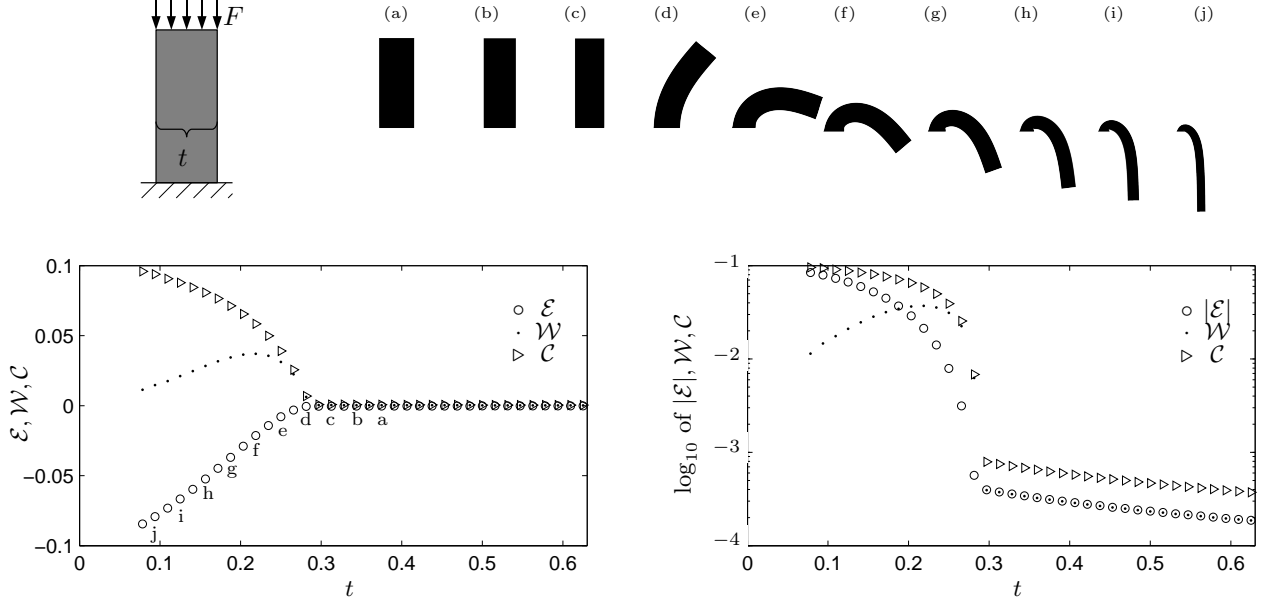 F
t
(a) (b) (c) (d) (e) (f) (g) (h) (i) (j)
0.1
0.05
0
−0.05
−0.1
ℰ, 𝒲, 𝒞
ℰ
𝒲
𝒞
d c b a
e
f
g
h
i
j
0 0.1 0.2 0.3 0.4 0.5 0.6
t
−1
−2
−3
−4
log₁₀ of |ℰ|, 𝒲, 𝒞
|ℰ|
𝒲
𝒞
0 0.1 0.2 0.3 0.4 0.5 0.6
t